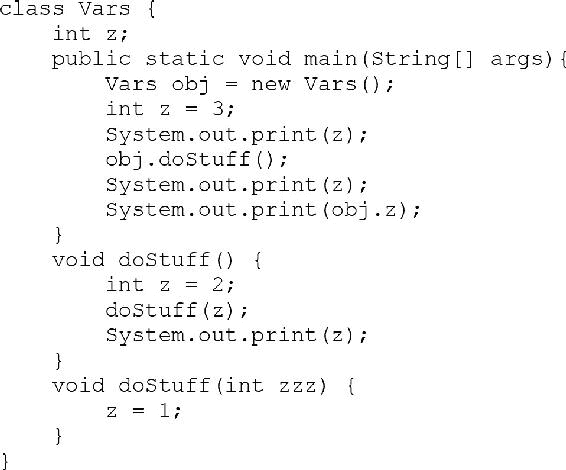 class Vars {
    int z;
    public static void main(String[] args){
        Vars obj = new Vars();
        int z = 3;
        System.out.print(z);
        obj.doStuff();
        System.out.print(z);
        System.out.print(obj.z);
    }
    void doStuff() {
        int z = 2;
        doStuff(z);
        System.out.print(z);
    }
    void doStuff(int zzz) {
        z = 1;
    }
}